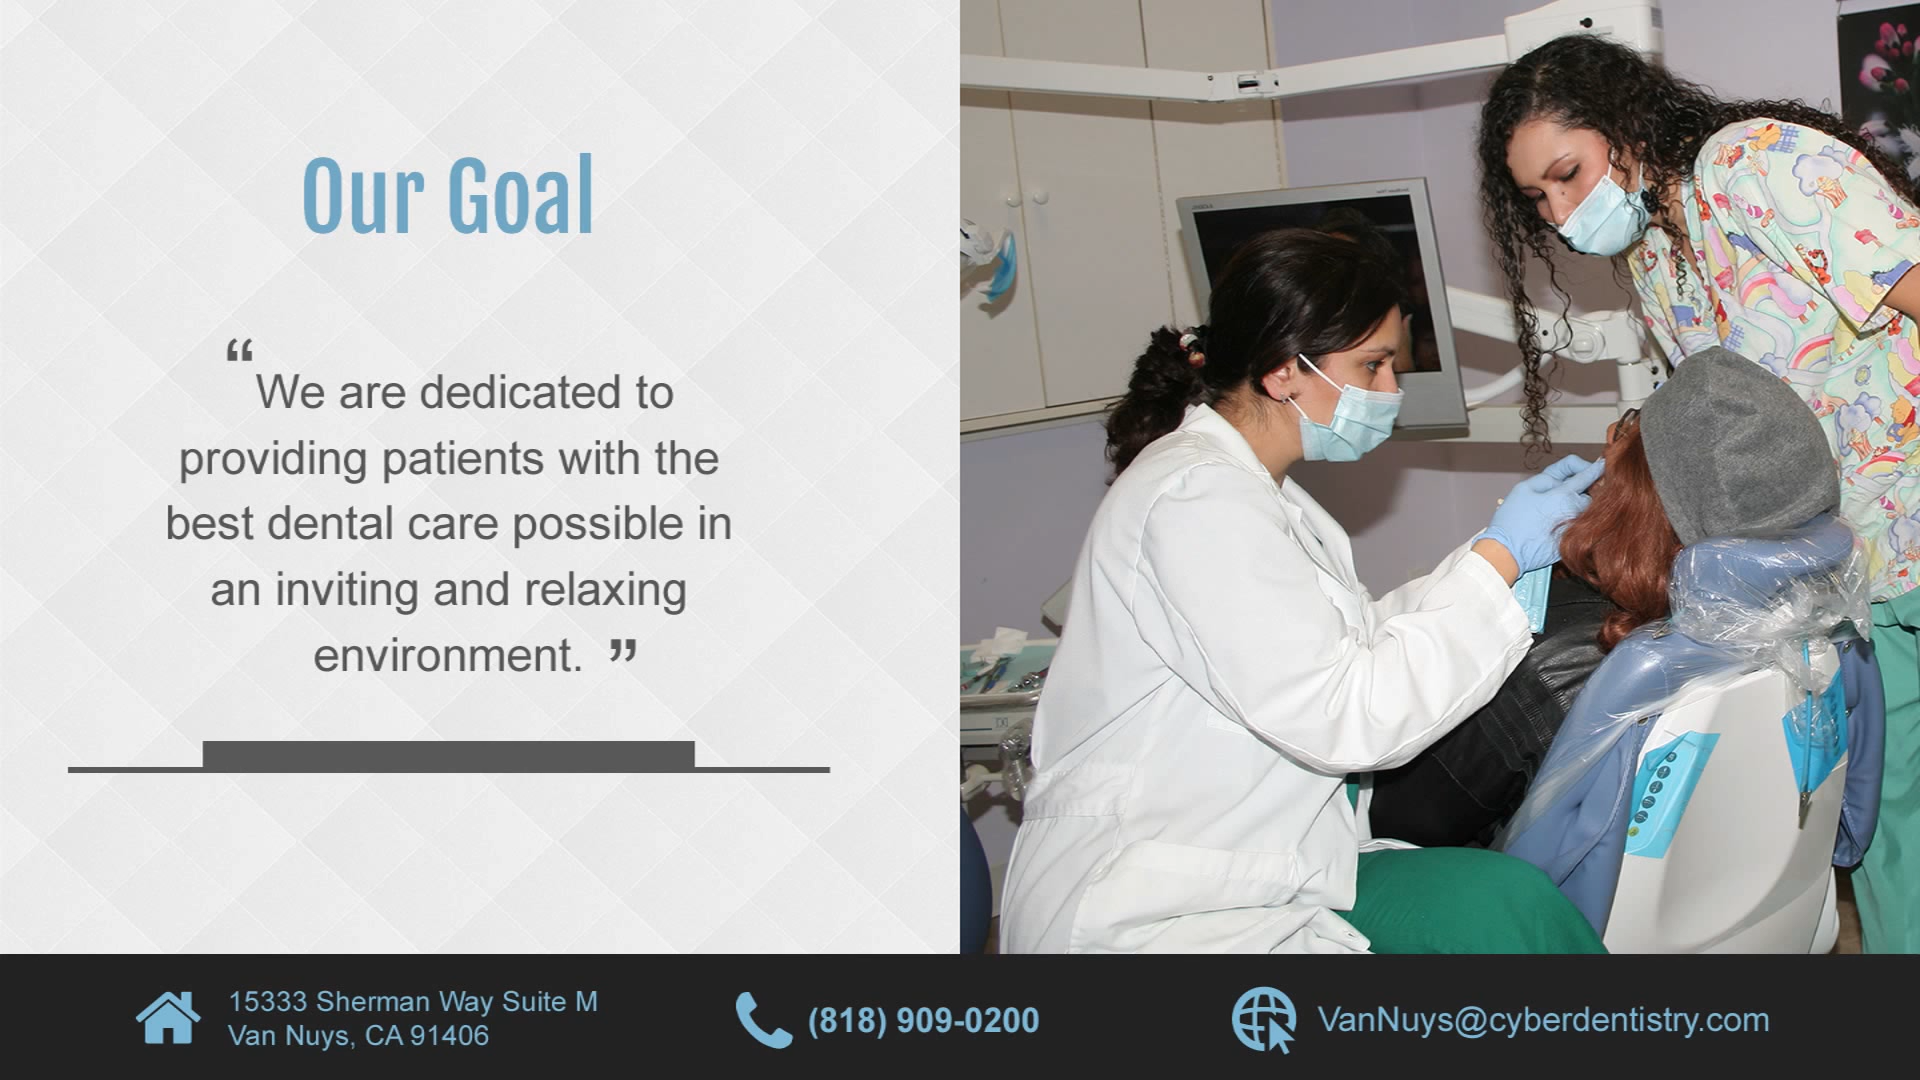 Our Goal
“ We are dedicated to
providing patients with the
best dental care possible in
an inviting and relaxing
environment. ”
15333 Sherman Way Suite M
Van Nuys, CA 91406
(818) 909-0200
VanNuys@cyberdentistry.com